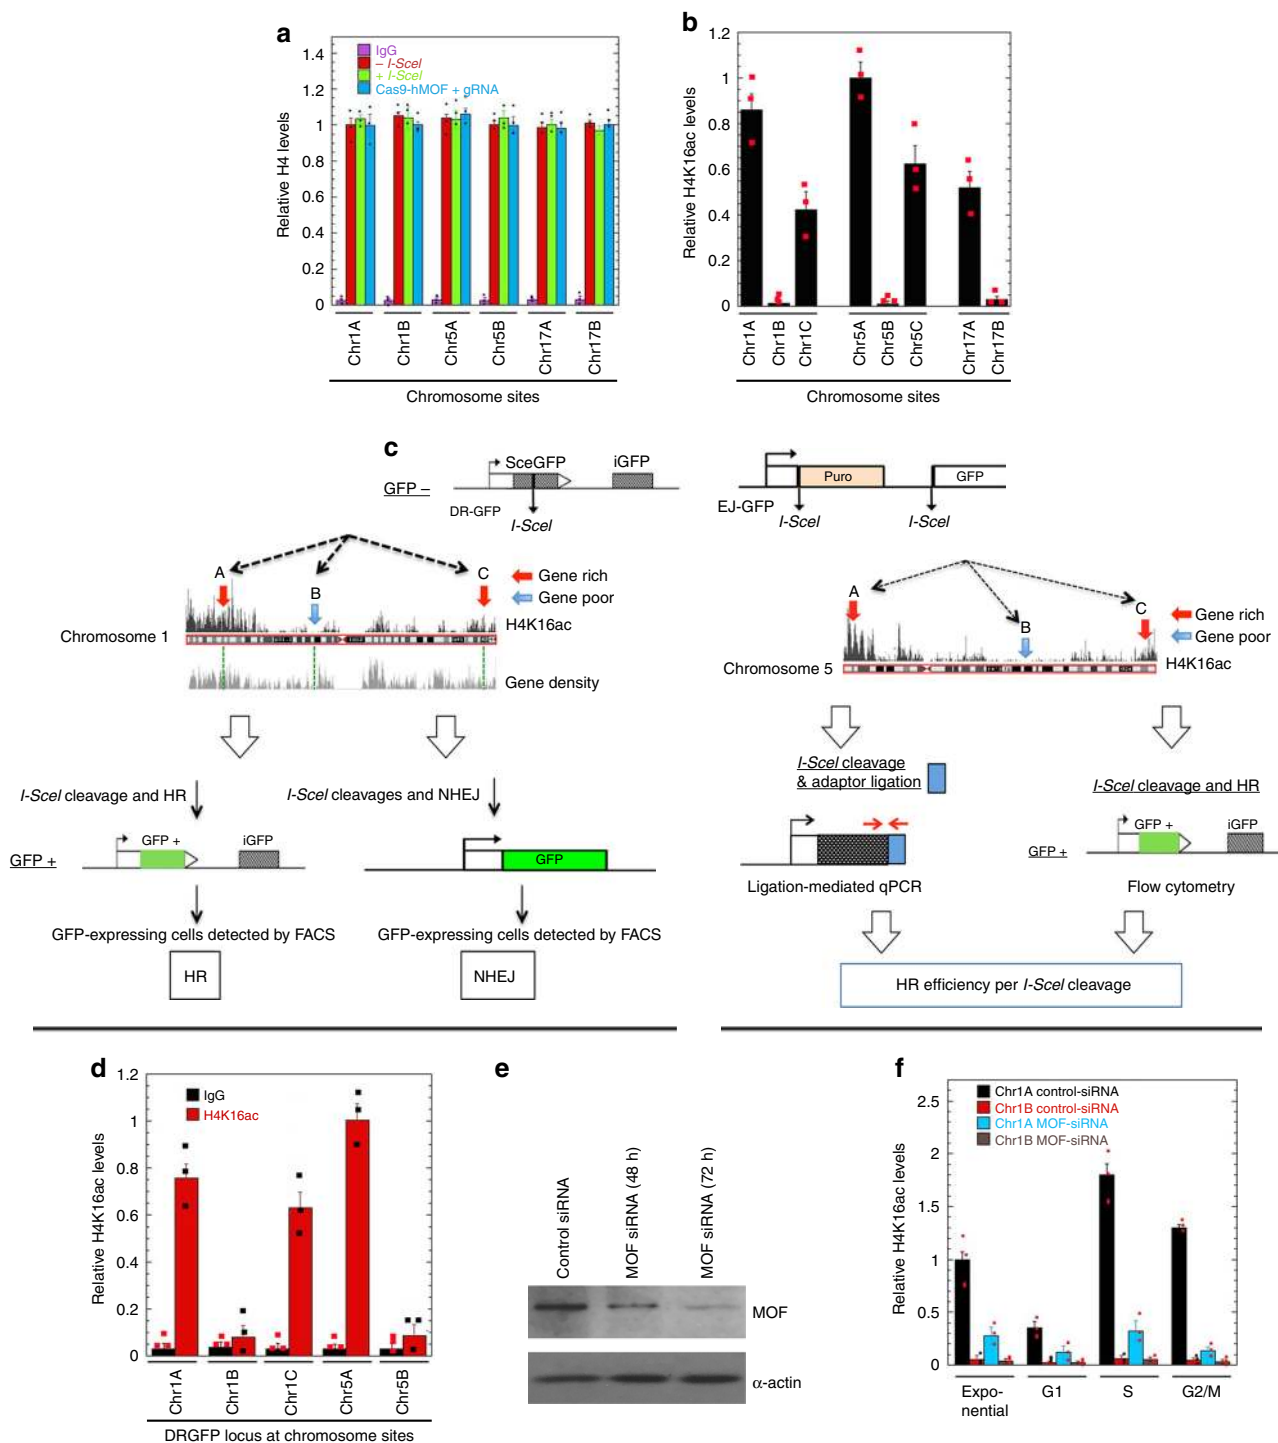 a
1.4
1.2
1
0.8
0.6
0.4
0.2
0
Relative H4 levels
IgG
– I-SceI
+ I-SceI
Cas9-hMOF + gRNA
Chr1A
Chr1B
Chr5A
Chr5B
Chr17A
Chr17B
Chromosome sites
b
1.2
1
0.8
0.6
0.4
0.2
0
Relative H4K16ac levels
Chr1A
Chr1B
Chr1C
Chr5A
Chr5B
Chr5C
Chr17A
Chr17B
Chromosome sites
c
GFP –
SceGFP
iGFP
DR-GFP
I-SceI
EJ-GFP
Puro
GFP
I-SceI
I-SceI
A
B
C
Gene rich
Gene poor
H4K16ac
Chromosome 1
Gene density
I-SceI cleavage and HR
I-SceI cleavages and NHEJ
GFP +
GFP +
iGFP
GFP
GFP-expressing cells detected by FACS
GFP-expressing cells detected by FACS
HR
NHEJ
A
B
C
Gene rich
Gene poor
H4K16ac
Chromosome 5
I-SceI cleavage
& adaptor ligation
I-SceI cleavage and HR
GFP +
GFP +
iGFP
Ligation-mediated qPCR
Flow cytometry
HR efficiency per I-SceI cleavage
d
1.2
1
0.8
0.6
0.4
0.2
0
Relative H4K16ac levels
IgG
H4K16ac
Chr1A
Chr1B
Chr1C
Chr5A
Chr5B
DRGFP locus at chromosome sites
e
Control siRNA
MOF siRNA (48 h)
MOF siRNA (72 h)
MOF
α-actin
f
2.5
2
1.5
1
0.5
0
Relative H4K16ac levels
Chr1A control-siRNA
Chr1B control-siRNA
Chr1A MOF-siRNA
Chr1B MOF-siRNA
Expo-
nential
G1
S
G2/M